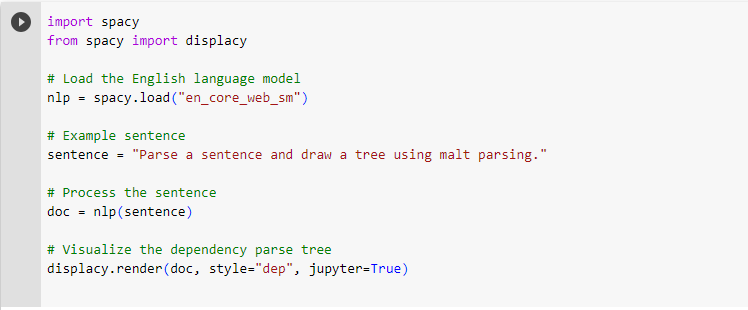 import spacy
from spacy import displacy
# Load the English language model
nlp = spacy.load("en_core_web_sm")
# Example sentence
sentence = "Parse a sentence and draw a tree using malt parsing."
# Process the sentence
doc = nlp(sentence)
# Visualize the dependency parse tree
displacy.render(doc, style="dep", jupyter=True)